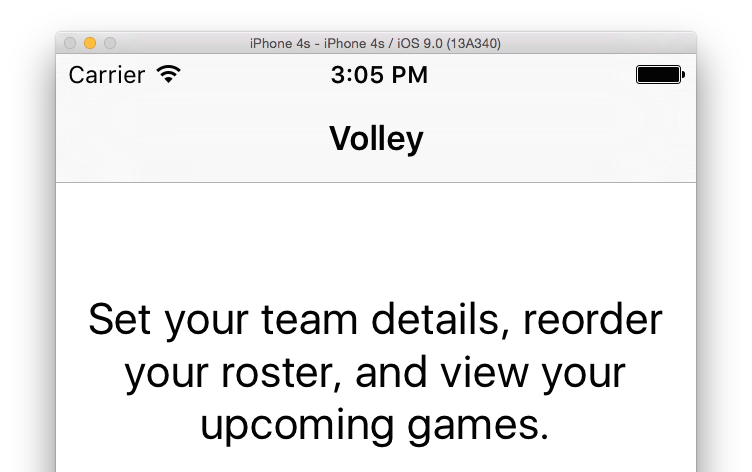 iPhone 4s - iPhone 4s / iOS 9.0 (13A340)
Carrier 3:05 PM
Volley
Set your team details, reorder
your roster, and view your
upcoming games.